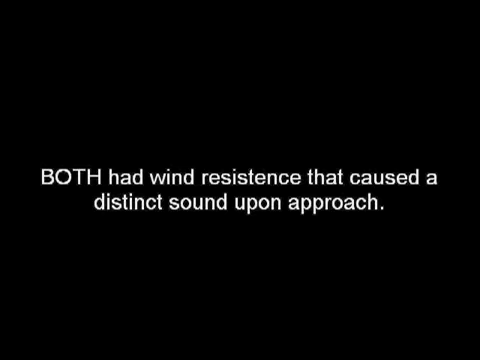 BOTH had wind resistence that caused a
distinct sound upon approach.